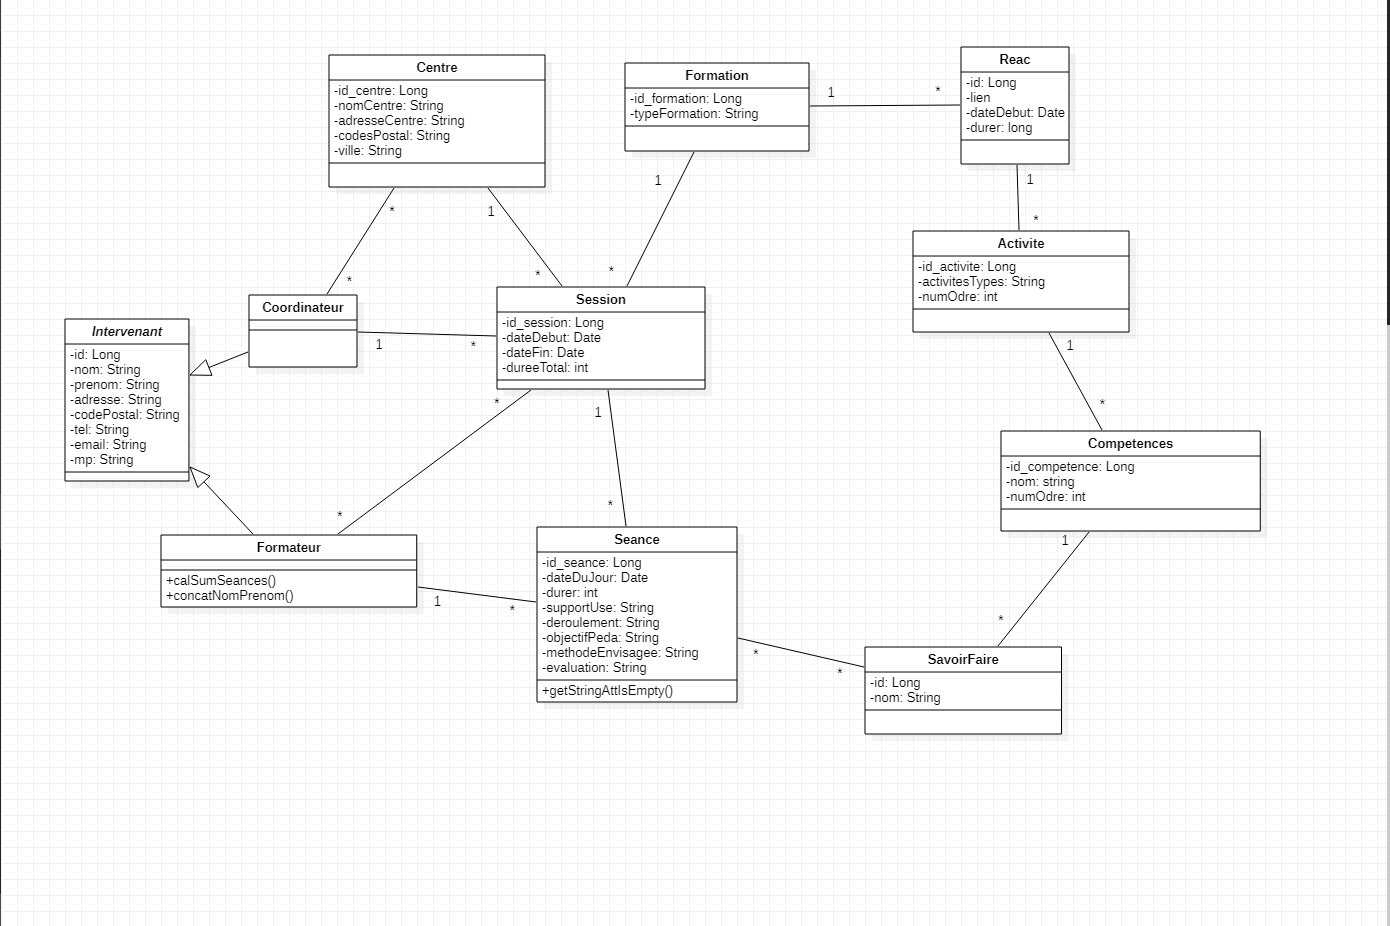 Centre
-id_centre: Long
-nomCentre: String
-adresseCentre: String
-codesPostal: String
-ville: String
Formation
-id_formation: Long
-typeFormation: String
1
*
Reac
-id: Long
-lien
-dateDebut: Date
-durer: long
1
*
1
*
*
1
*
*
1
*
Activite
-id_activite: Long
-activitesTypes: String
-numOdre: int
Coordinateur
1
*
Session
-id_session: Long
-dateDebut: Date
-dateFin: Date
-dureeTotal: int
Intervenant
-id: Long
-nom: String
-prenom: String
-adresse: String
-codePostal: String
-tel: String
-email: String
-mp: String
1
*
*
1
*
*
Competences
-id_competence: Long
-nom: string
-numOdre: int
Formateur
+calSumSeances()
+concatNomPrenom()
1
*
Seance
-id_seance: Long
-dateDuJour: Date
-durer: int
-supportUse: String
-deroulement: String
-objectifPeda: String
-methodeEnvisagee: String
-evaluation: String
+getStringAttIsEmpty()
1
*
*
*
SavoirFaire
-id: Long
-nom: String